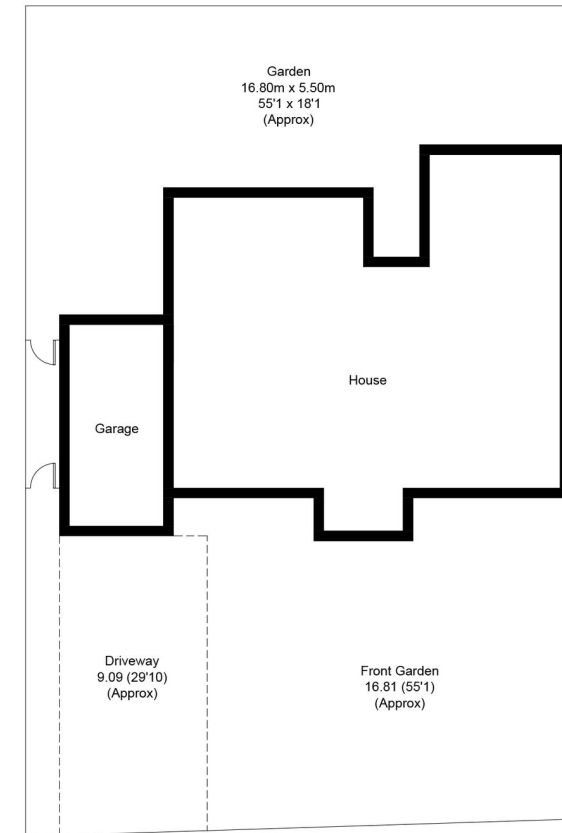 Garden
16.80m x 5.50m
55'1 x 18'1
(Approx)
House
Garage
Driveway
9.09 (29'10)
(Approx)
Front Garden
16.81 (55'1)
(Approx)